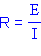 R = E/I